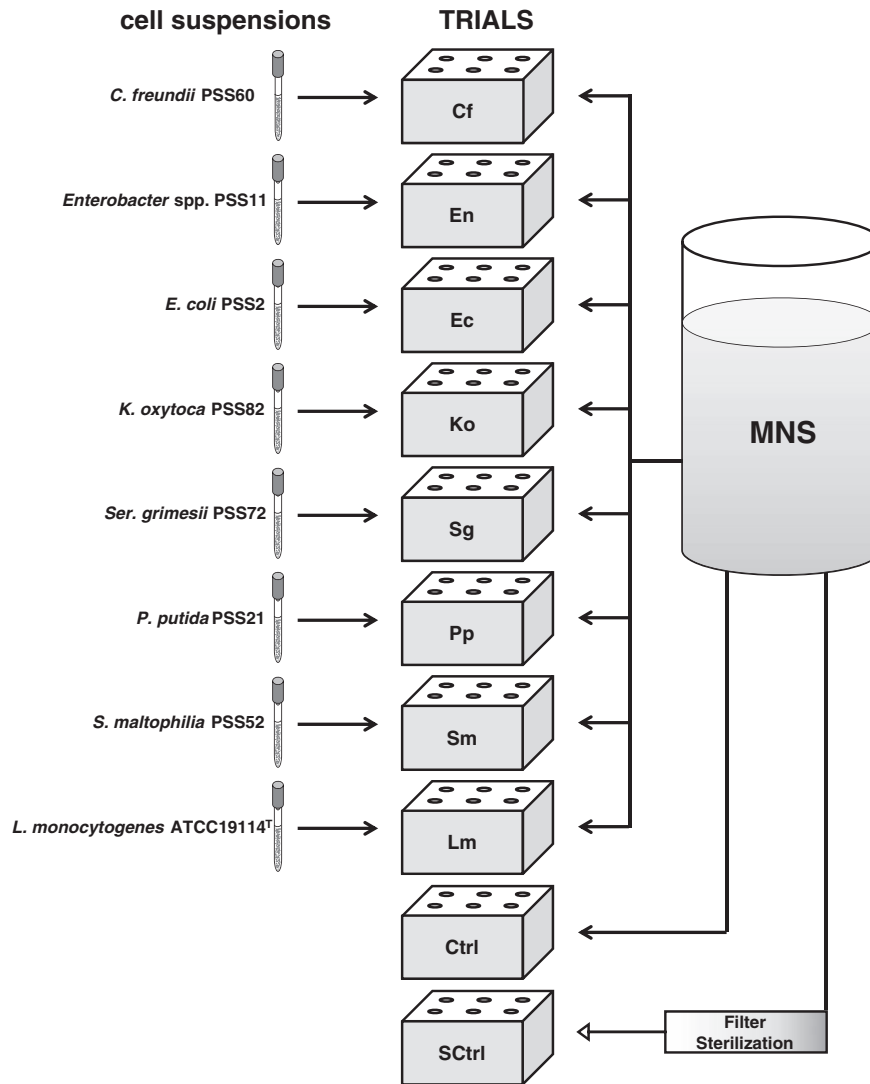 cell suspensions TRIALS
C. freundii PSS60
Cf
Enterobacter spp. PSS11
En
E. coli PSS2
Ec
K. oxytoca PSS82
Ko
MNS
Ser. grimesii PSS72
Sg
P. putida PSS21
Pp
S. maltophilia PSS52
Sm
L. monocytogenes ATCC19114ᵀ
Lm
Ctrl
SCtrl
Filter
Sterilization